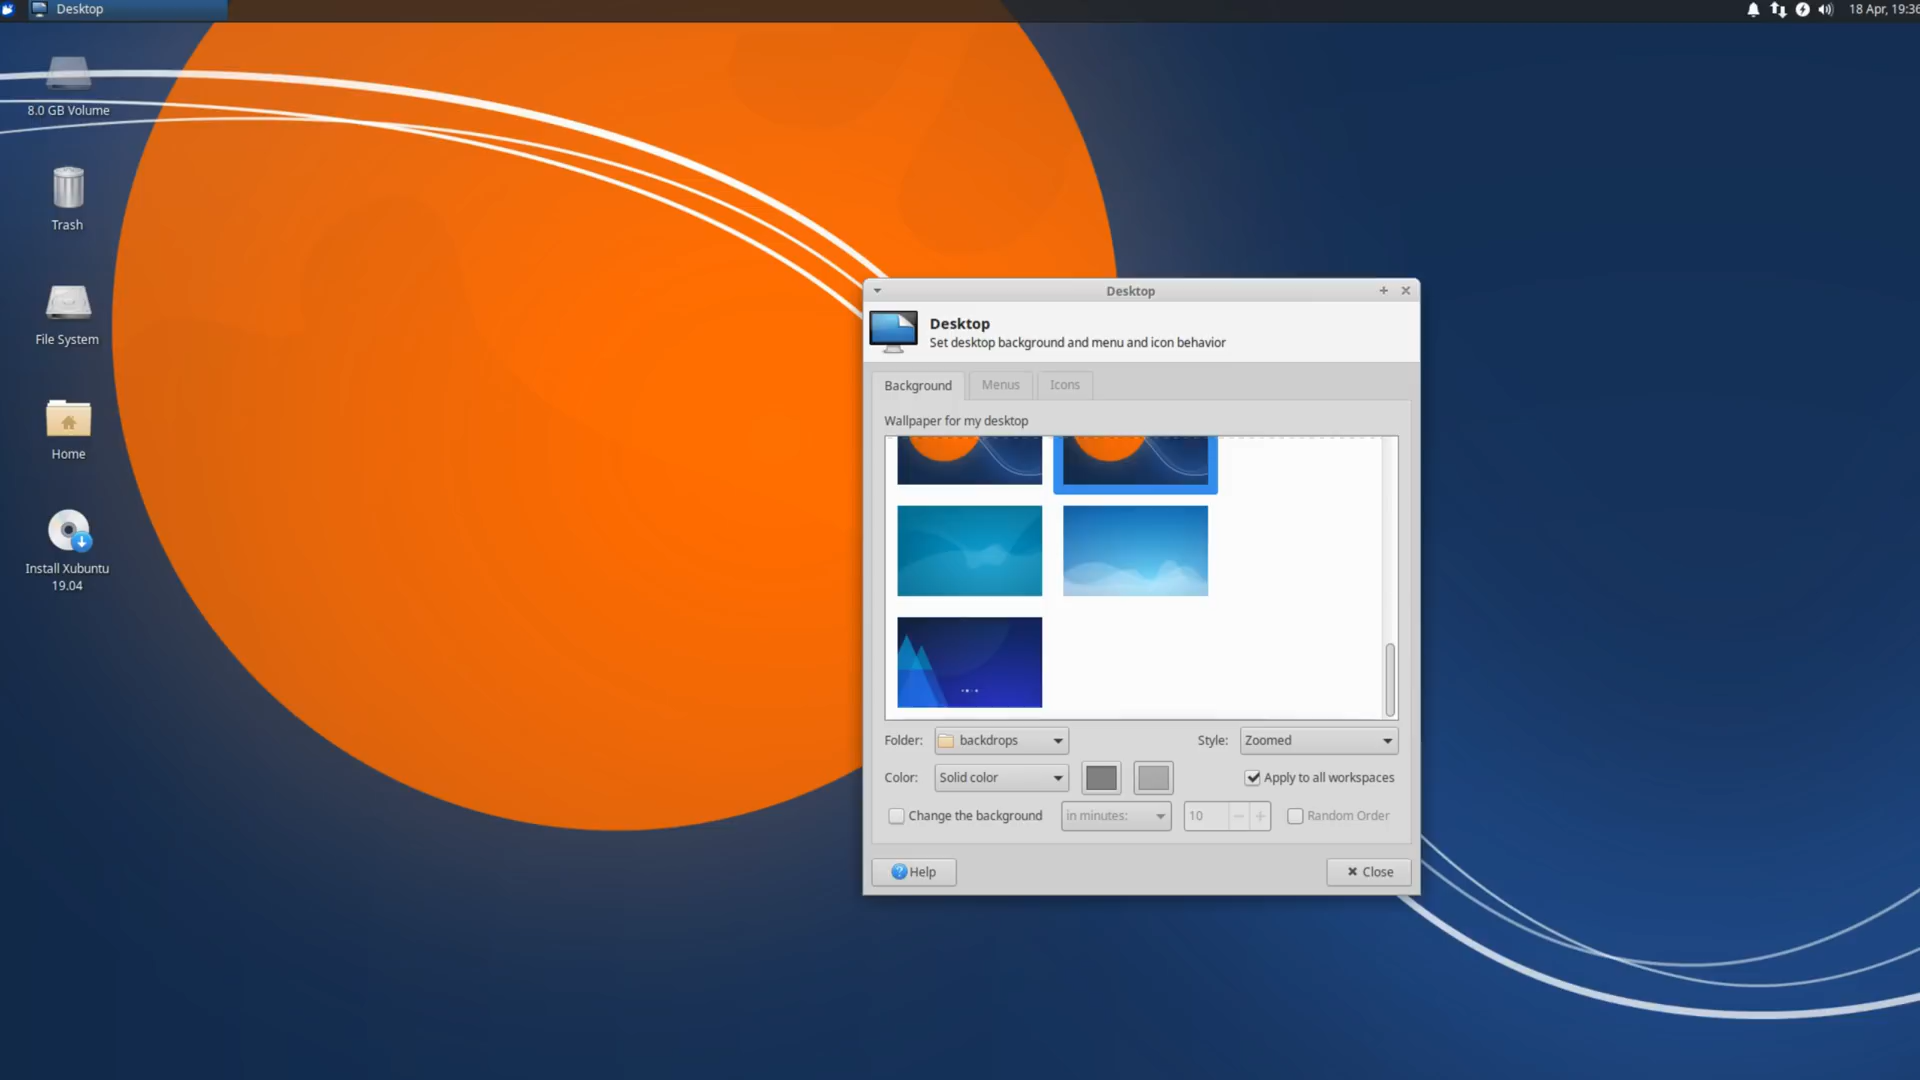 Desktop
18 Apr, 19:36
8.0 GB Volume
Trash
File System
Home
Install Xubuntu
19.04
Desktop
Desktop
Set desktop background and menu and icon behavior
Background Menus Icons
Wallpaper for my desktop
Folder: backdrops Style: Zoomed
Color: Solid color Apply to all workspaces
Change the background in minutes: 10 Random Order
Help Close